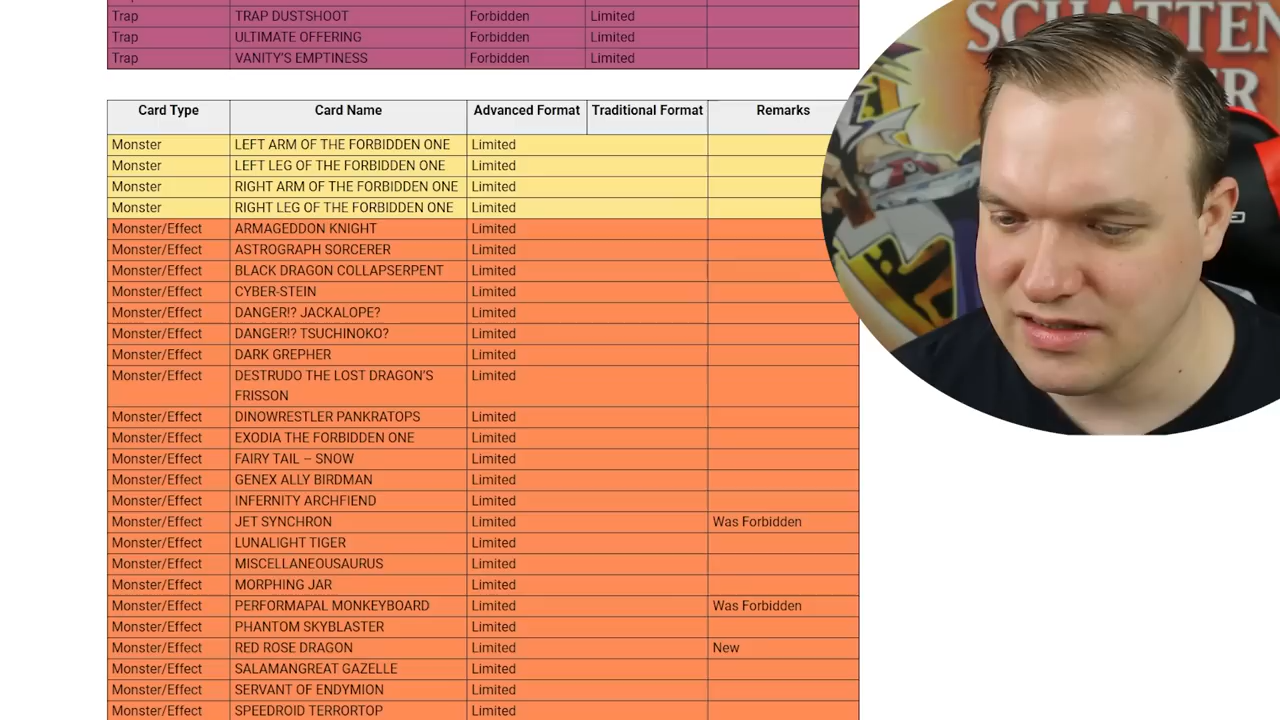 Trap TRAP DUSTSHOOT Forbidden Limited
Trap ULTIMATE OFFERING Forbidden Limited
Trap VANITY'S EMPTINESS Forbidden Limited
SCHATTEN
Card Type Card Name Advanced Format Traditional Format Remarks
Monster LEFT ARM OF THE FORBIDDEN ONE Limited
Monster LEFT LEG OF THE FORBIDDEN ONE Limited
Monster RIGHT ARM OF THE FORBIDDEN ONE Limited
Monster RIGHT LEG OF THE FORBIDDEN ONE Limited
Monster/Effect ARMAGEDDON KNIGHT Limited
Monster/Effect ASTROGRAPH SORCERER Limited
Monster/Effect BLACK DRAGON COLLAPSERPENT Limited
Monster/Effect CYBER-STEIN Limited
Monster/Effect DANGER!? JACKALOPE? Limited
Monster/Effect DANGER!? TSUCHINOKO? Limited
Monster/Effect DARK GREPHER Limited
Monster/Effect DESTRUDO THE LOST DRAGON'S Limited
FRISSON
Monster/Effect DINOWRESTLER PANKRATOPS Limited
Monster/Effect EXODIA THE FORBIDDEN ONE Limited
Monster/Effect FAIRY TAIL – SNOW Limited
Monster/Effect GENEX ALLY BIRDMAN Limited
Monster/Effect INFERNITY ARCHFIEND Limited
Monster/Effect JET SYNCHRON Limited Was Forbidden
Monster/Effect LUNALIGHT TIGER Limited
Monster/Effect MISCELLANEOUSAURUS Limited
Monster/Effect MORPHING JAR Limited
Monster/Effect PERFORMAPAL MONKEYBOARD Limited Was Forbidden
Monster/Effect PHANTOM SKYBLASTER Limited
Monster/Effect RED ROSE DRAGON Limited New
Monster/Effect SALAMANGREAT GAZELLE Limited
Monster/Effect SERVANT OF ENDYMION Limited
Monster/Effect SPEEDROID TERRORTOP Limited